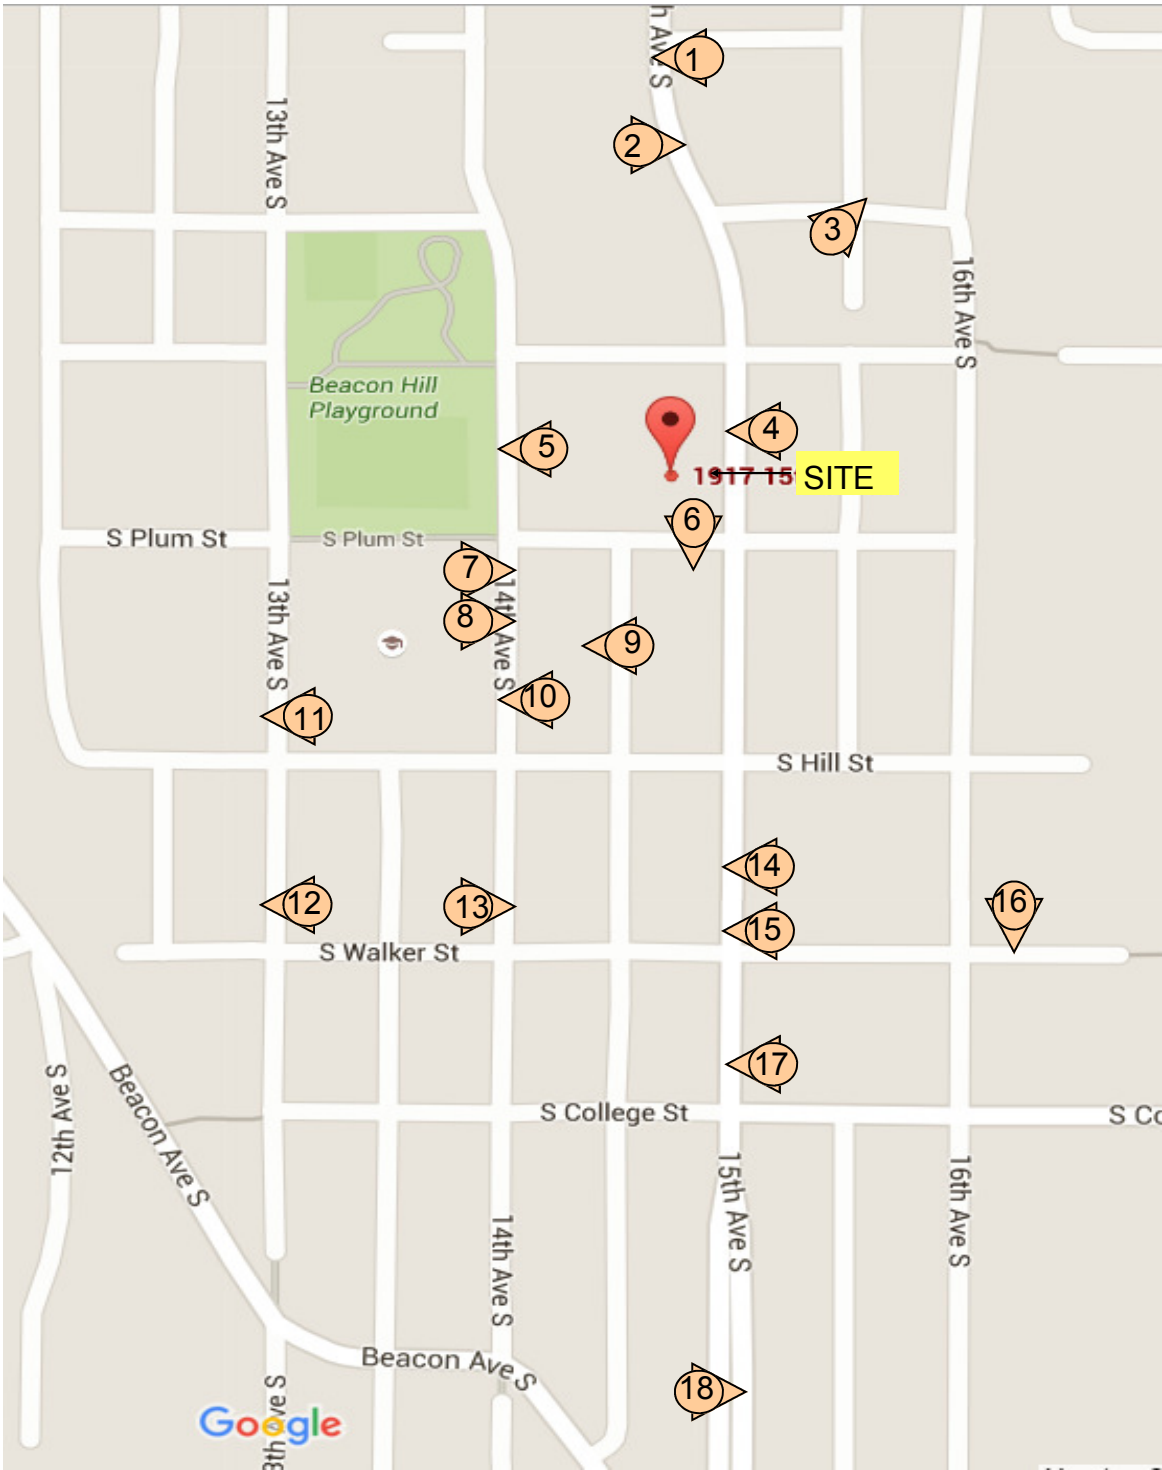 h Ave S
1
13th Ave S
2
3
16th Ave S
Beacon Hill
Playground
4
5
1917 15
SITE
6
S Plum St
S Plum St
7
13th Ave S
14th Ave S
8
9
10
11
S Hill St
14
12
13
15
16
S Walker St
17
12th Ave S
Beacon Ave S
S College St
S Co
15th Ave S
16th Ave S
14th Ave S
Beacon Ave S
18
Google